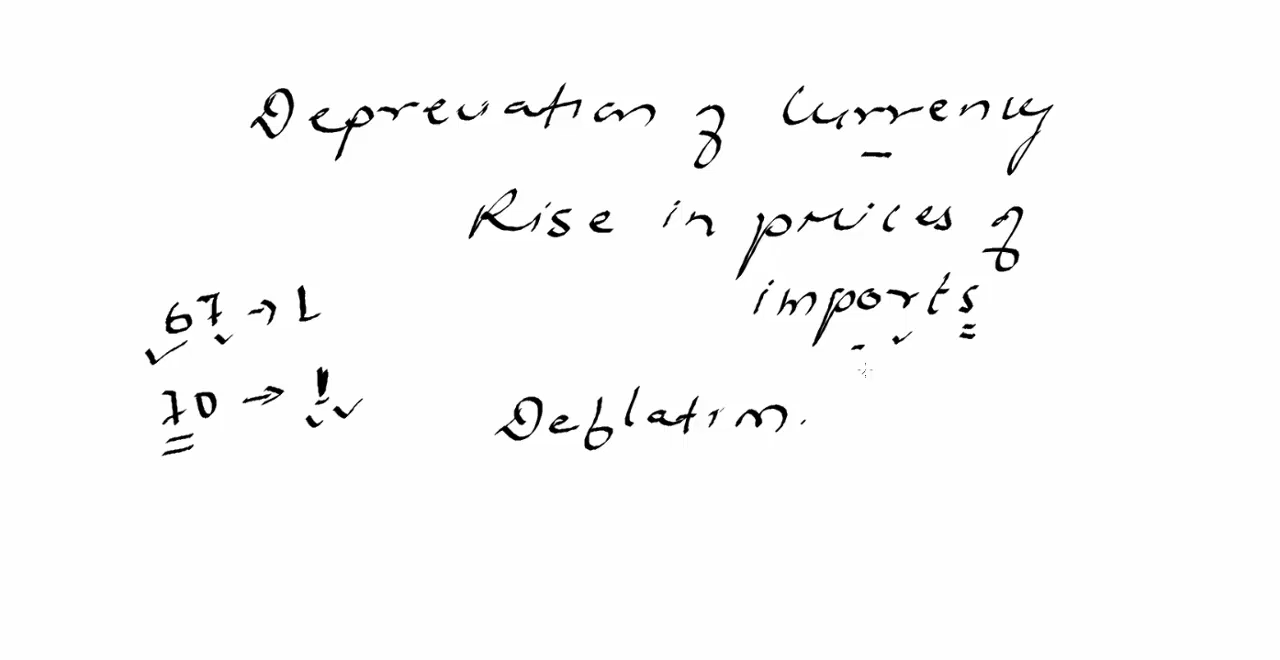 Depreciation of Currency
Rise in prices of
imports
67 → 1
70 → 1
Deflation.